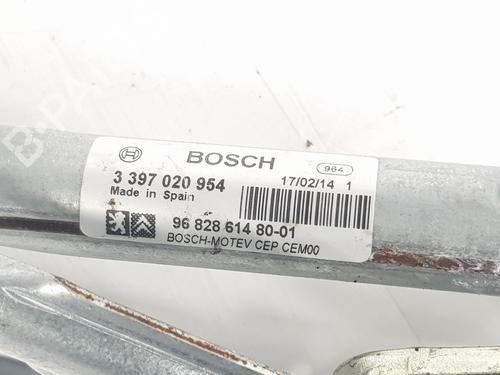 BOSCH
964
3 397 020 954
17/02/14 1
Made in Spain
96 828 614 80-01
BOSCH-MOTEV CEP CEM00